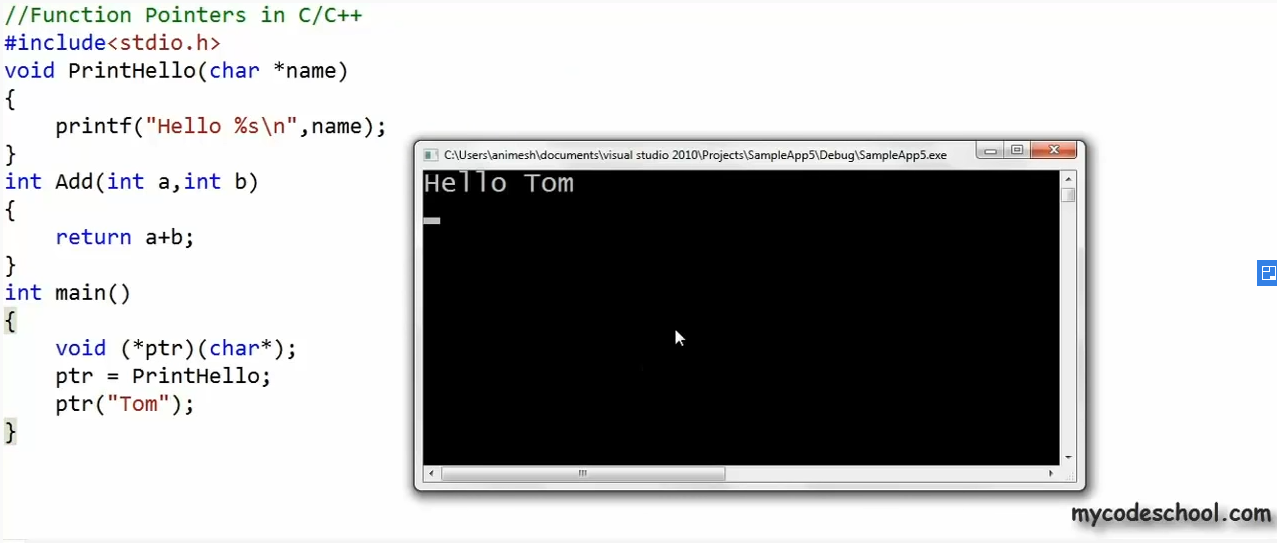 //Function Pointers in C/C++
#include<stdio.h>
void PrintHello(char *name)
{
    printf("Hello %s\n",name);
}
int Add(int a,int b)
{
    return a+b;
}
int main()
{
    void (*ptr)(char*);
    ptr = PrintHello;
    ptr("Tom");
}
C:\Users\animesh\documents\visual studio 2010\Projects\SampleApp5\Debug\SampleApp5.exe
Hello Tom
mycodeschool.com